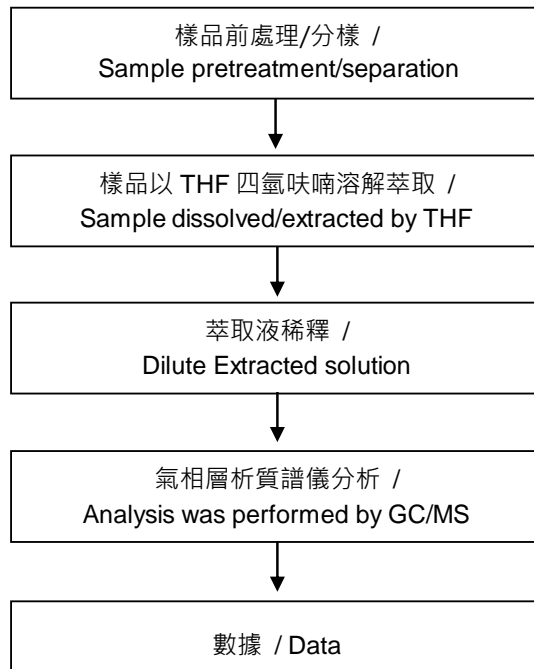 樣品前處理/分樣 /
Sample pretreatment/separation
樣品以 THF 四氫呋喃溶解萃取 /
Sample dissolved/extracted by THF
萃取液稀釋 /
Dilute Extracted solution
氣相層析質譜儀分析 /
Analysis was performed by GC/MS
數據 / Data